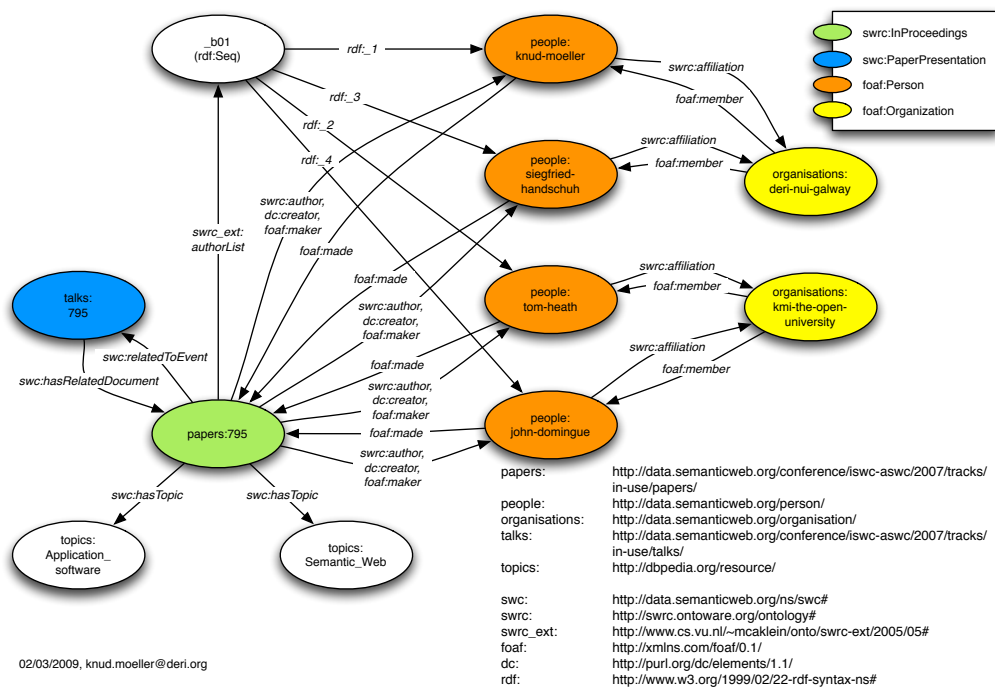 _b01
(rdf:Seq)
rdf:_1
people:
knud-moeller
swrc:affiliation
foaf:member
swrc:InProceedings
swc:PaperPresentation
foaf:Person
foaf:Organization
rdf:_3
rdf:_2
rdf:_4
people:
siegfried-
handschuh
swrc:affiliation
foaf:member
organisations:
deri-nui-galway
swrc:author,
dc:creator,
foaf:maker
foaf:made
swrc_ext:
authorList
foaf:made
talks:
795
people:
tom-heath
swrc:affiliation
foaf:member
organisations:
kmi-the-open-
university
swrc:author,
dc:creator,
foaf:maker
swc:relatedToEvent
swc:hasRelatedDocument
foaf:made
swrc:author,
dc:creator,
foaf:maker
swrc:affiliation
foaf:member
papers:795
foaf:made
people:
john-domingue
swrc:author,
dc:creator,
foaf:maker
swc:hasTopic
swc:hasTopic
topics:
Application_
software
topics:
Semantic_Web
papers: http://data.semanticweb.org/conference/iswc-aswc/2007/tracks/
in-use/papers/
people: http://data.semanticweb.org/person/
organisations: http://data.semanticweb.org/organisation/
talks: http://data.semanticweb.org/conference/iswc-aswc/2007/tracks/
in-use/talks/
topics: http://dbpedia.org/resource/
swc: http://data.semanticweb.org/ns/swc#
swrc: http://swrc.ontoware.org/ontology#
swrc_ext: http://www.cs.vu.nl/~mcaklein/onto/swrc-ext/2005/05#
foaf: http://xmlns.com/foaf/0.1/
dc: http://purl.org/dc/elements/1.1/
rdf: http://www.w3.org/1999/02/22-rdf-syntax-ns#
02/03/2009, knud.moeller@deri.org